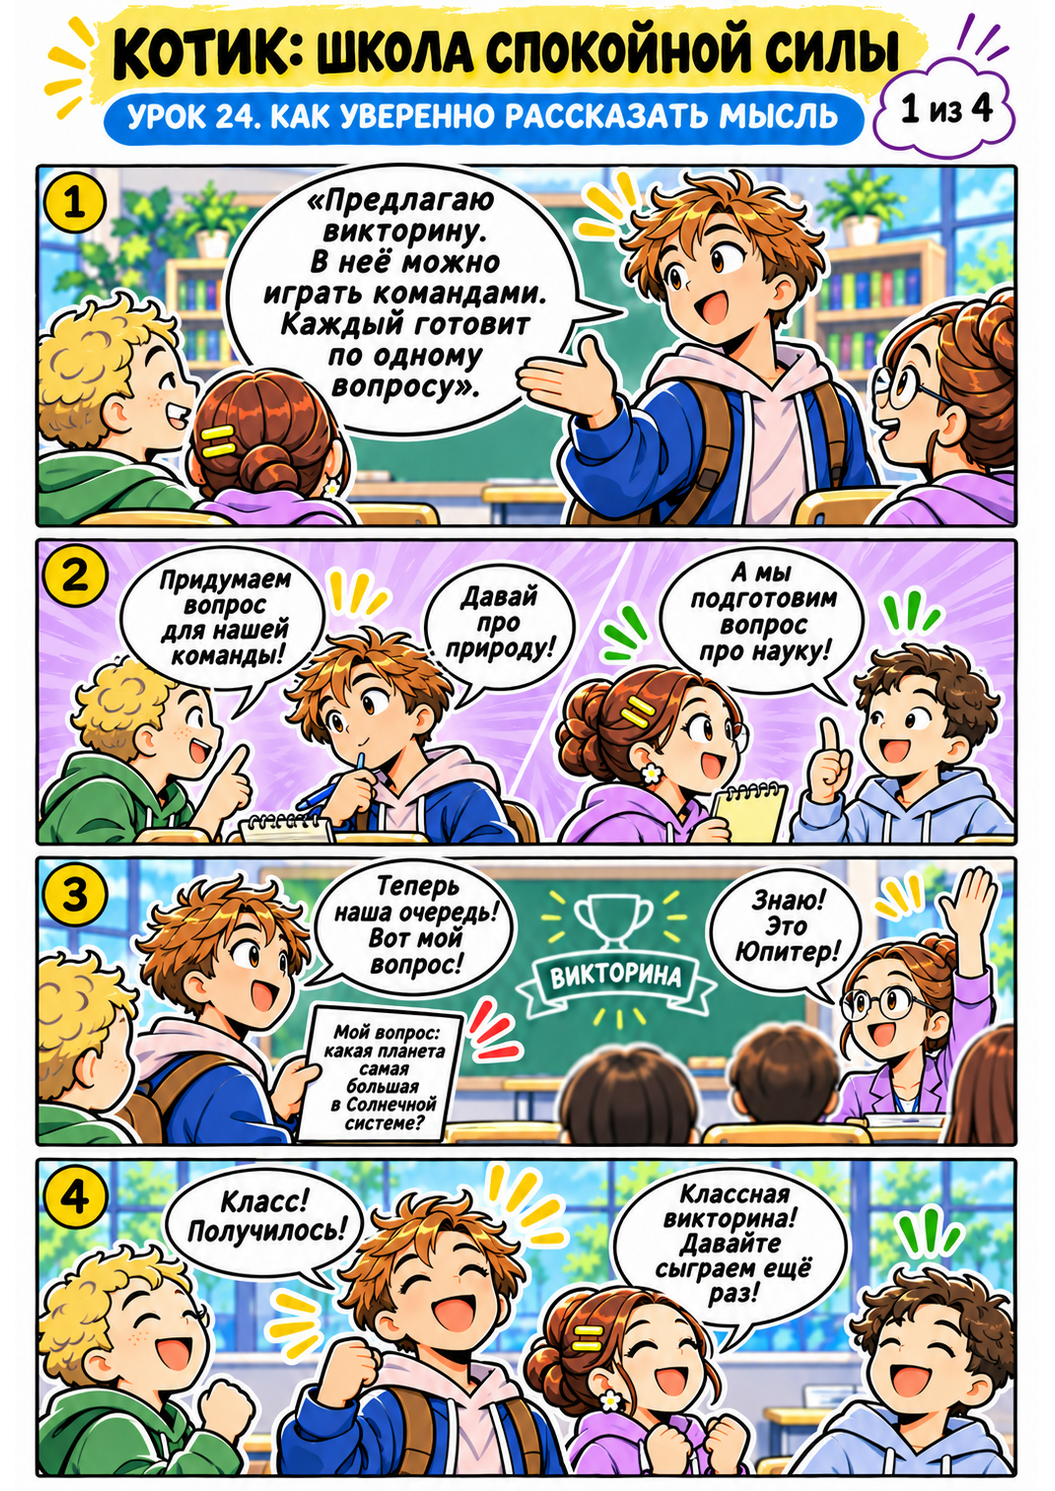 КОТИК: ШКОЛА СПОКОЙНОЙ СИЛЫ
УРОК 24. КАК УВЕРЕННО РАССКАЗАТЬ МЫСЛЬ
1 из 4
1
«Предлагаю
викторину.
В неё можно
играть командами.
Каждый готовит
по одному
вопросу».
2
Придумаем
вопрос
для нашей
команды!
Давай
про
природу!
А мы
подготовим
вопрос
про науку!
3
Теперь
наша очередь!
Вот мой
вопрос!
Мой вопрос:
какая планета
самая
большая
в Солнечной
системе?
ВИКТОРИНА
Знаю!
Это
Юпитер!
4
Класс!
Получилось!
Классная
викторина!
Давайте
сыграем ещё
раз!